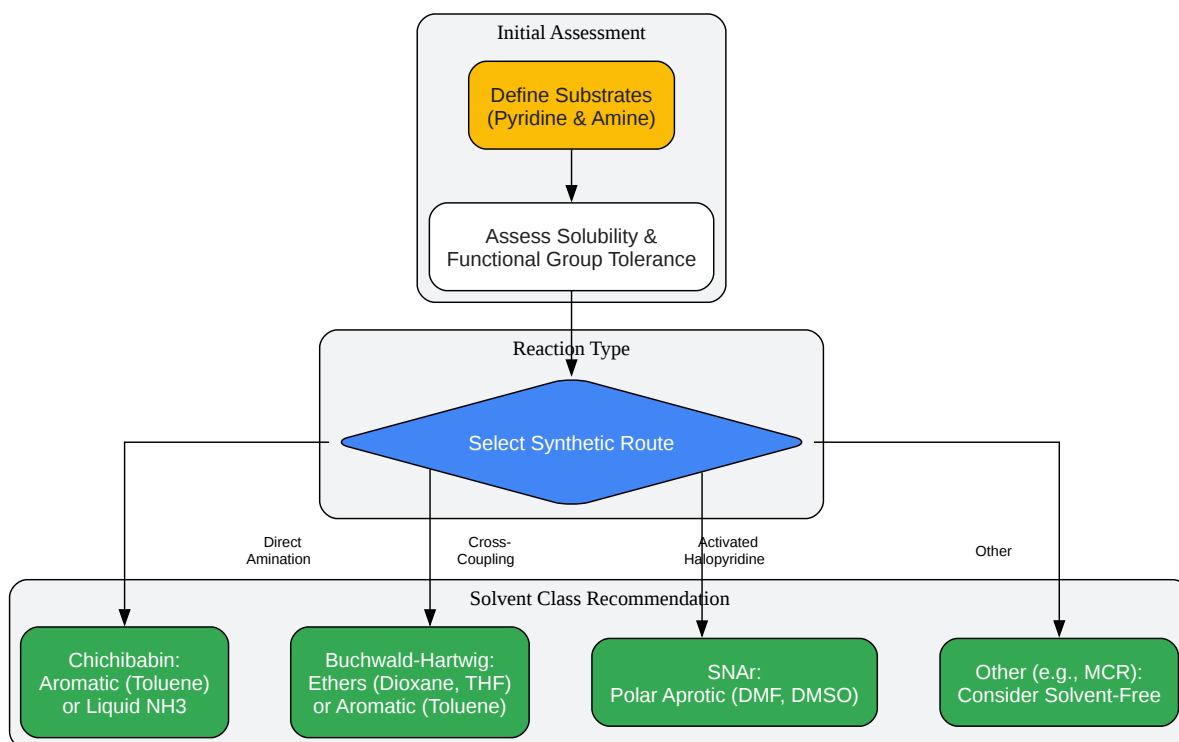 Initial Assessment
Define Substrates
(Pyridine & Amine)
Assess Solubility &
Functional Group Tolerance
Reaction Type
Select Synthetic Route
Direct
Amination
Cross-
Coupling
Activated
Halopyridine
Other
Solvent Class Recommendation
Chichibabin:
Aromatic (Toluene)
or Liquid NH3
Buchwald-Hartwig:
Ethers (Dioxane, THF)
or Aromatic (Toluene)
SNAr:
Polar Aprotic (DMF, DMSO)
Other (e.g., MCR):
Consider Solvent-Free